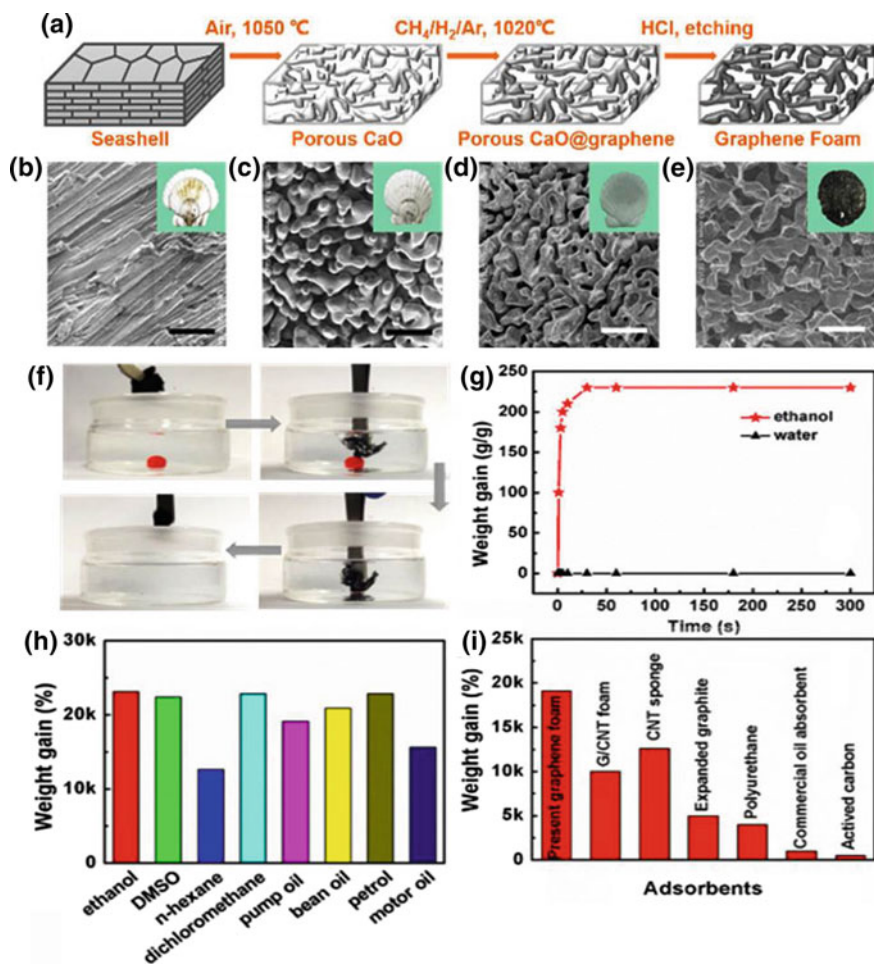 (a)
Air, 1050 ℃
CH₄/H₂/Ar, 1020℃
HCl, etching
Seashell
Porous CaO
Porous CaO@graphene
Graphene Foam
(b)
(c)
(d)
(e)
(f)
(g)
Weight gain (g/g)
250
200
150
100
50
0
ethanol
water
0
50
100
150
200
250
300
Time (s)
(h)
Weight gain (%)
30k
20k
10k
0
ethanol
DMSO
n-hexane
dichloromethane
pump oil
bean oil
petrol
motor oil
(i)
Weight gain (%)
25k
20k
15k
10k
5k
0
Present graphene foam
G/CNT foam
CNT sponge
Expanded graphite
Polyurethane
Commercial oil absorbent
Actived carbon
Adsorbents